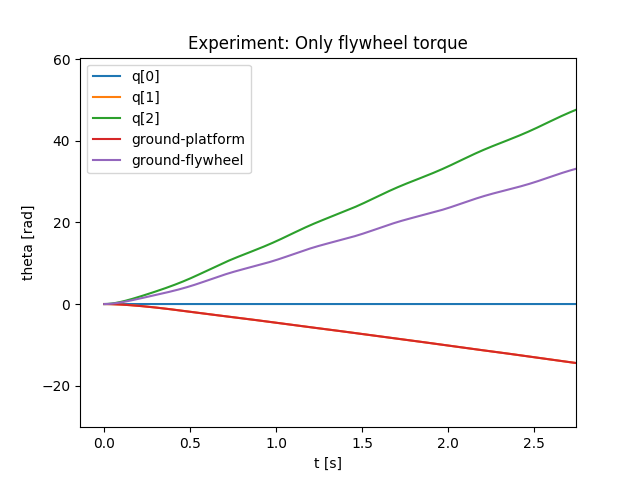 Experiment: Only flywheel torque
60
40
20
0
−20
theta [rad]
q[0]
q[1]
q[2]
ground-platform
ground-flywheel
0.0 0.5 1.0 1.5 2.0 2.5
t [s]